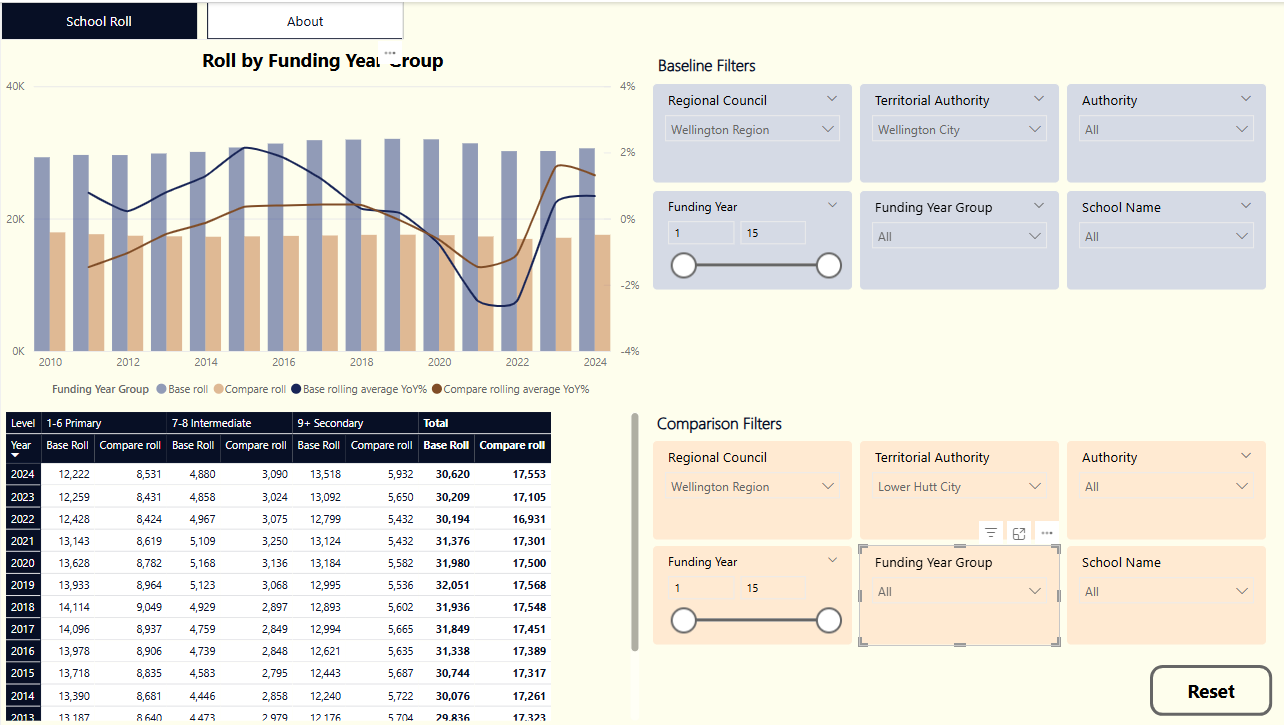 School Roll
About
Roll by Funding Year Group
40K
20K
0K
4%
2%
0%
-2%
-4%
2010 2012 2014 2016 2018 2020 2022 2024
Funding Year Group Base roll Compare roll Base rolling average YoY% Compare rolling average YoY%
Level 1-6 Primary 7-8 Intermediate 9+ Secondary Total
Year Base Roll Compare roll Base Roll Compare roll Base Roll Compare roll Base Roll Compare roll
2024 12,222 8,531 4,880 3,090 13,518 5,932 30,620 17,553
2023 12,259 8,431 4,858 3,024 13,092 5,650 30,209 17,105
2022 12,428 8,424 4,967 3,075 12,799 5,432 30,194 16,931
2021 13,143 8,619 5,109 3,250 13,124 5,432 31,376 17,301
2020 13,628 8,782 5,168 3,136 13,184 5,582 31,980 17,500
2019 13,933 8,964 5,123 3,068 12,995 5,536 32,051 17,568
2018 14,114 9,049 4,929 2,897 12,893 5,602 31,936 17,548
2017 14,096 8,937 4,759 2,849 12,994 5,665 31,849 17,451
2016 13,978 8,906 4,739 2,848 12,621 5,635 31,338 17,389
2015 13,718 8,835 4,583 2,795 12,443 5,687 30,744 17,317
2014 13,390 8,681 4,446 2,858 12,240 5,722 30,076 17,261
2013 13,187 8,640 4,473 2,979 12,176 5,704 29,836 17,323
Baseline Filters
Regional Council
Wellington Region
Territorial Authority
Wellington City
Authority
All
Funding Year
1 15
Funding Year Group
All
School Name
All
Comparison Filters
Regional Council
Wellington Region
Territorial Authority
Lower Hutt City
Authority
All
Funding Year
1 15
Funding Year Group
All
School Name
All
Reset